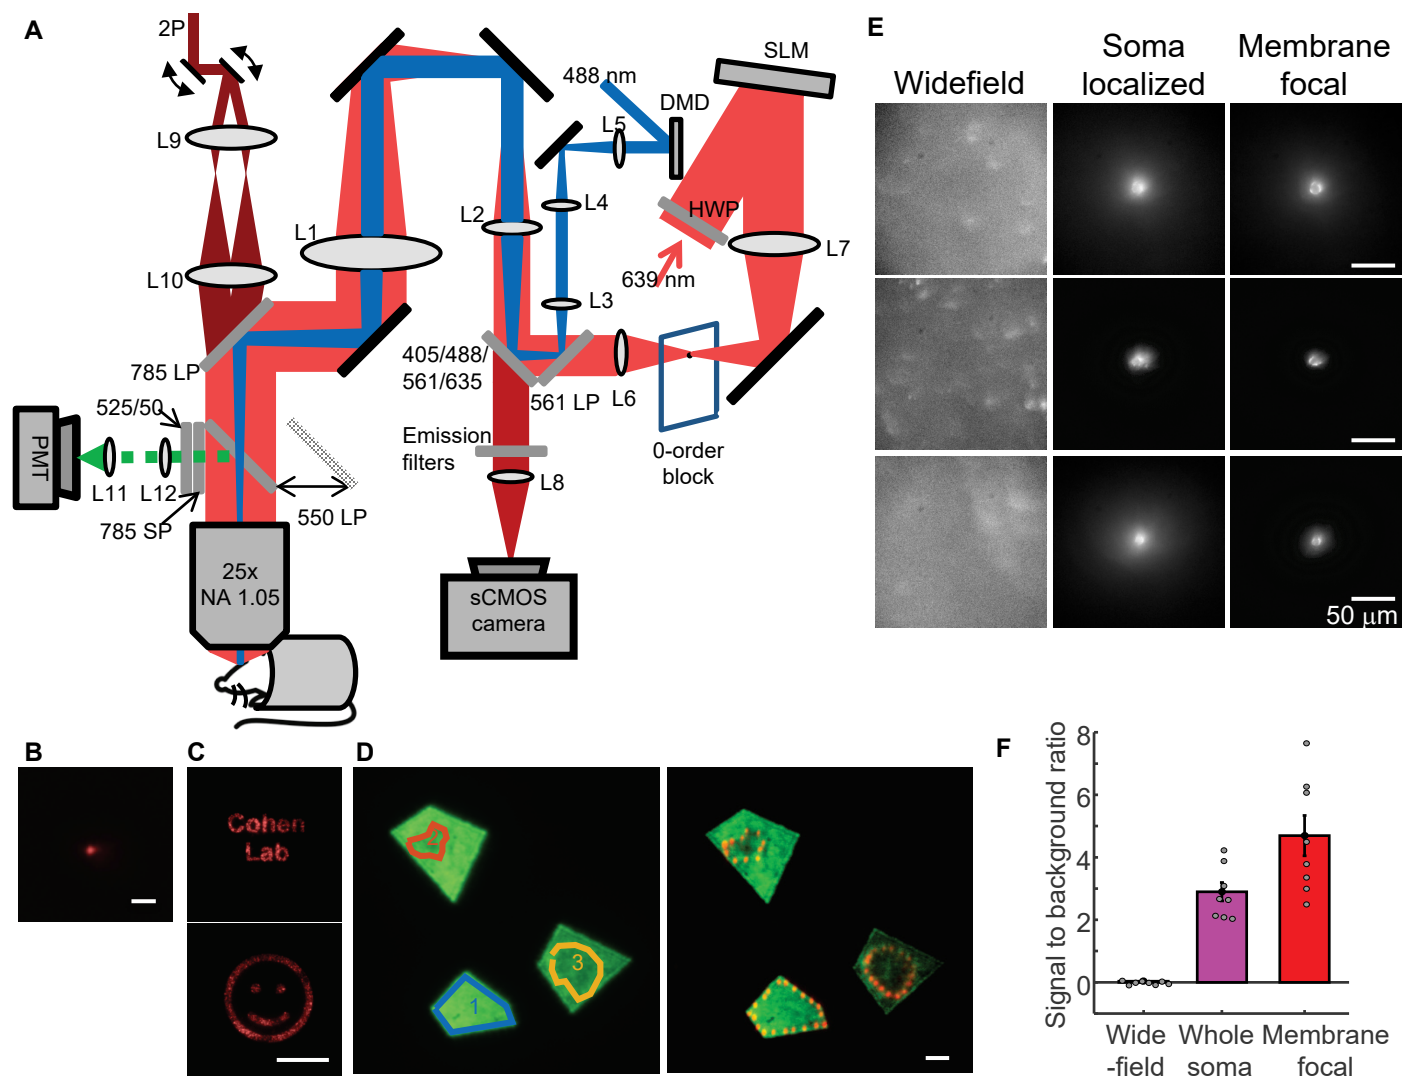 A
2P
L9
L10
785 LP
525/50
PMT
L11
L12
785 SP
550 LP
25x
NA 1.05
L1
L2
488 nm
L5
DMD
SLM
L4
HWP
L7
639 nm
L3
405/488/
561/635
561 LP
L6
0-order
block
Emission
filters
L8
sCMOS
camera
E
Widefield
Soma
localized
Membrane
focal
50 μm
B
C
Cohen
Lab
D
2
3
1
F
Signal to background ratio
8
6
4
2
0
Wide
-field
Whole
soma
Membrane
focal